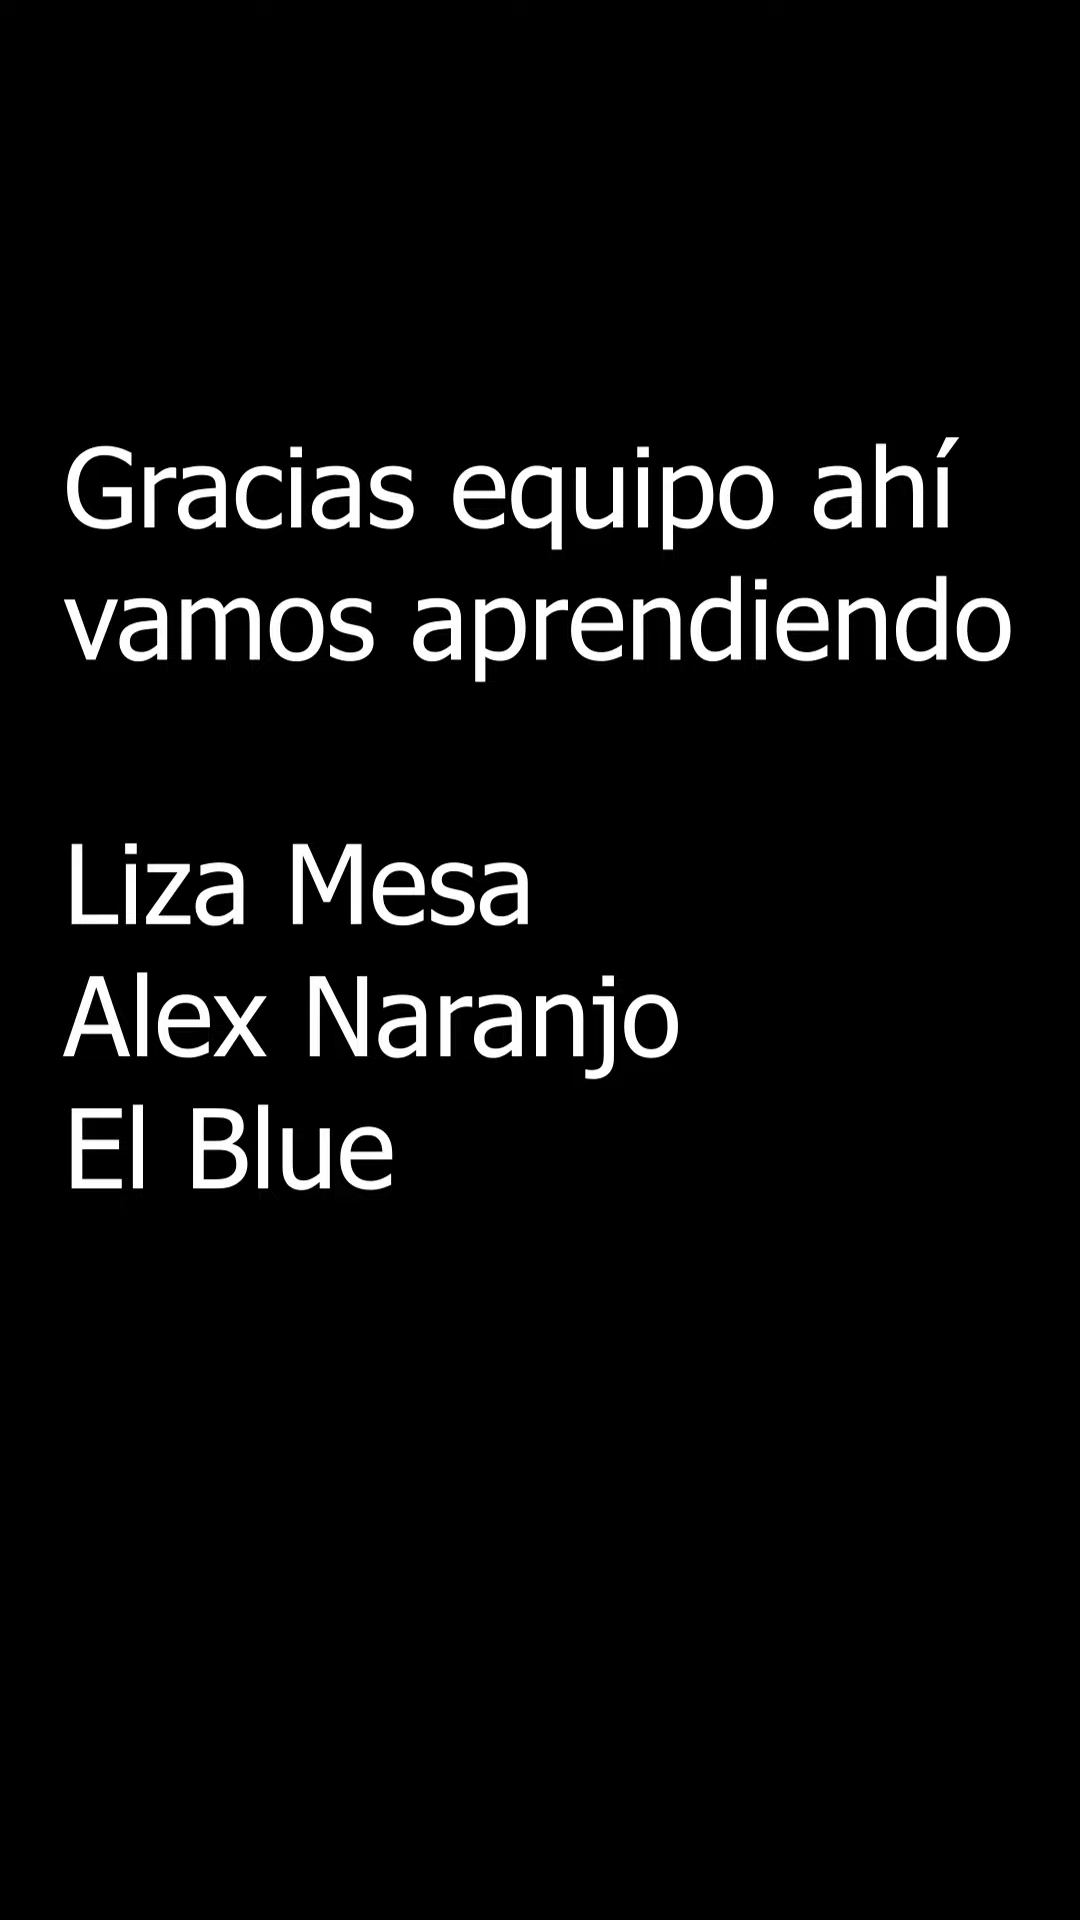 Gracias equipo ahí
vamos aprendiendo
Liza Mesa
Alex Naranjo
El Blue